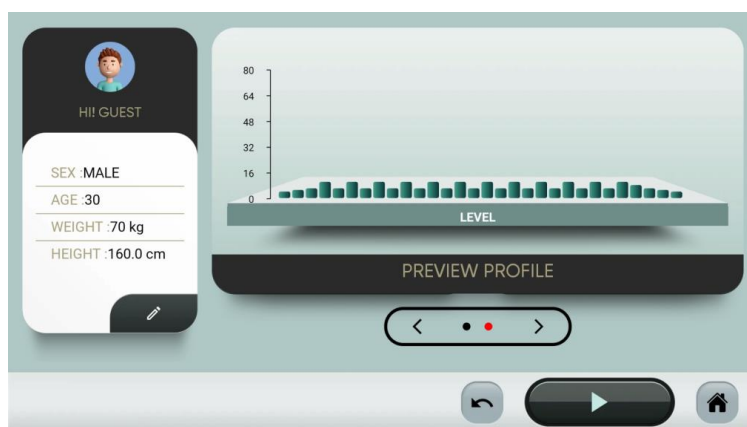 HI! GUEST
SEX :MALE
AGE :30
WEIGHT :70 kg
HEIGHT :160.0 cm
80
64
48
32
16
0
LEVEL
PREVIEW PROFILE